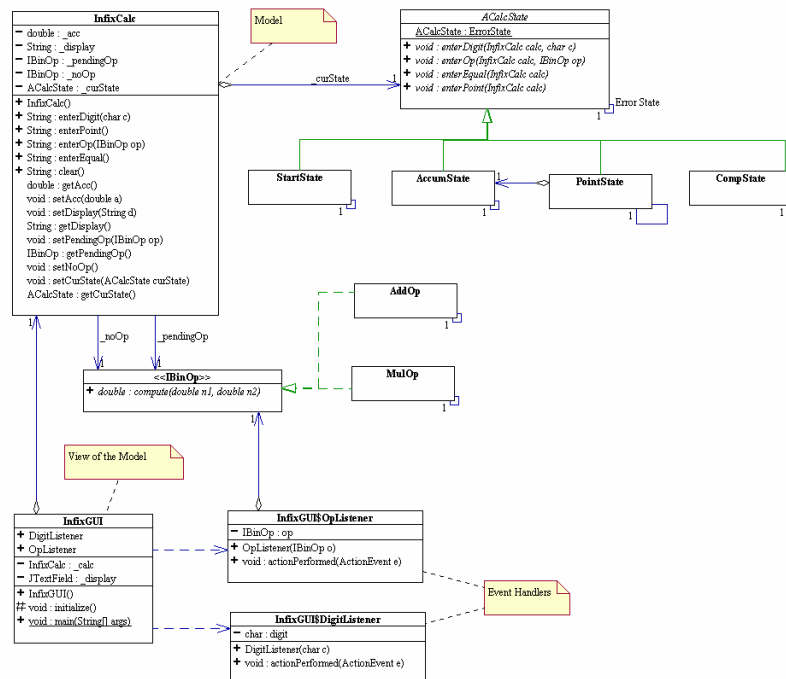 InfixCalc
− double : _acc
− String : _display
− IBinOp : _pendingOp
− IBinOp : _noOp
− ACalcState : _curState
+ InfixCalc()
+ String : enterDigit(char c)
+ String : enterPoint()
+ String : enterOp(IBinOp op)
+ String : enterEqual()
+ String : clear()
double : getAcc()
void : setAcc(double a)
void : setDisplay(String d)
String : getDisplay()
void : setPendingOp(IBinOp op)
IBinOp : getPendingOp()
void : setNoOp()
void : setCurState(ACalcState curState)
ACalcState : getCurState()
Model
_curState
1
ACalcState
ACalcState : ErrorState
+ void : enterDigit(InfixCalc calc, char c)
+ void : enterOp(InfixCalc calc, IBinOp op)
+ void : enterEqual(InfixCalc calc)
+ void : enterPoint(InfixCalc calc)
Error State
1
StartState
1
AccumState
1
1
PointState
1
CompState
1
AddOp
1
MulOp
1
1
_noOp
_pendingOp
1
1
<<IBinOp>>
+ double : compute(double n1, double n2)
1
View of the Model
InfixGUI
+ DigitListener
+ OpListener
− InfixCalc : _calc
− JTextField : _display
+ InfixGUI()
# void : initialize()
+ void : main(String[] args)
InfixGUI$OpListener
− IBinOp : op
+ OpListener(IBinOp o)
+ void : actionPerformed(ActionEvent e)
Event Handlers
InfixGUI$DigitListener
− char : digit
+ DigitListener(char c)
+ void : actionPerformed(ActionEvent e)